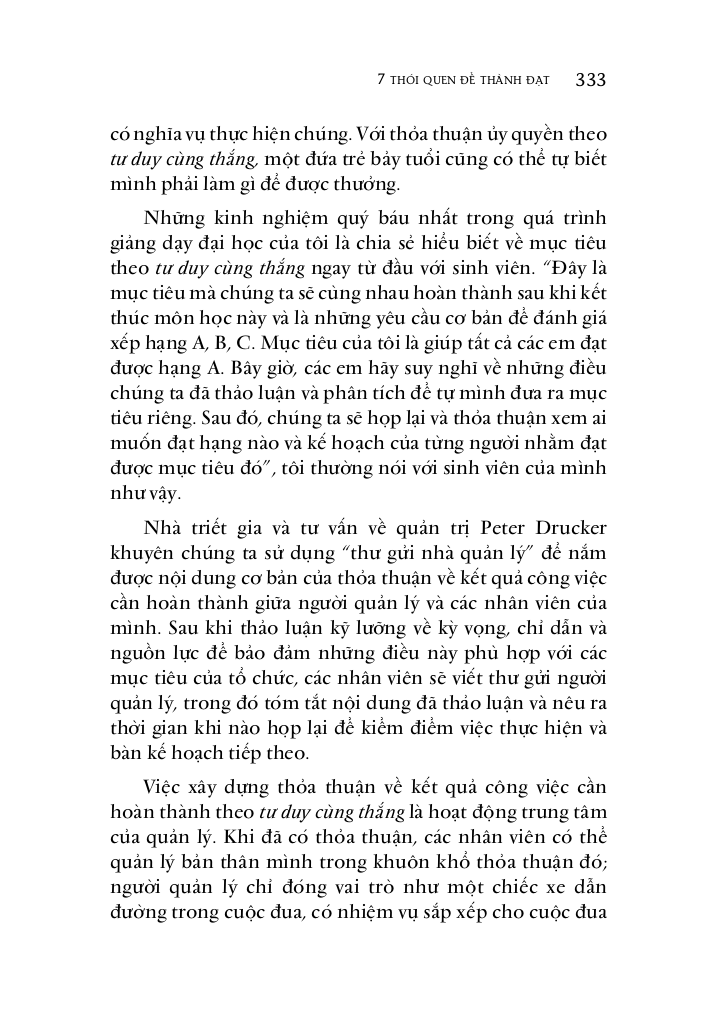 7 THÓI QUEN ĐỂ THÀNH ĐẠT 333
có nghĩa vụ thực hiện chúng. Với thỏa thuận ủy quyền theo
tư duy cùng thắng, một đứa trẻ bảy tuổi cũng có thể tự biết
mình phải làm gì để được thưởng.
Những kinh nghiệm quý báu nhất trong quá trình
giảng dạy đại học của tôi là chia sẻ hiểu biết về mục tiêu
theo tư duy cùng thắng ngay từ đầu với sinh viên. “Đây là
mục tiêu mà chúng ta sẽ cùng nhau hoàn thành sau khi kết
thúc môn học này và là những yêu cầu cơ bản để đánh giá
xếp hạng A, B, C. Mục tiêu của tôi là giúp tất cả các em đạt
được hạng A. Bây giờ, các em hãy suy nghĩ về những điều
chúng ta đã thảo luận và phân tích để tự mình đưa ra mục
tiêu riêng. Sau đó, chúng ta sẽ họp lại và thỏa thuận xem ai
muốn đạt hạng nào và kế hoạch của từng người nhằm đạt
được mục tiêu đó”, tôi thường nói với sinh viên của mình
như vậy.
Nhà triết gia và tư vấn về quản trị Peter Drucker
khuyên chúng ta sử dụng “thư gửi nhà quản lý” để nắm
được nội dung cơ bản của thỏa thuận về kết quả công việc
cần hoàn thành giữa người quản lý và các nhân viên của
mình. Sau khi thảo luận kỹ lưỡng về kỳ vọng, chỉ dẫn và
nguồn lực để bảo đảm những điều này phù hợp với các
mục tiêu của tổ chức, các nhân viên sẽ viết thư gửi người
quản lý, trong đó tóm tắt nội dung đã thảo luận và nêu ra
thời gian khi nào họp lại để kiểm điểm việc thực hiện và
bàn kế hoạch tiếp theo.
Việc xây dựng thỏa thuận về kết quả công việc cần
hoàn thành theo tư duy cùng thắng là hoạt động trung tâm
của quản lý. Khi đã có thỏa thuận, các nhân viên có thể
quản lý bản thân mình trong khuôn khổ thỏa thuận đó;
người quản lý chỉ đóng vai trò như một chiếc xe dẫn
đường trong cuộc đua, có nhiệm vụ sắp xếp cho cuộc đua